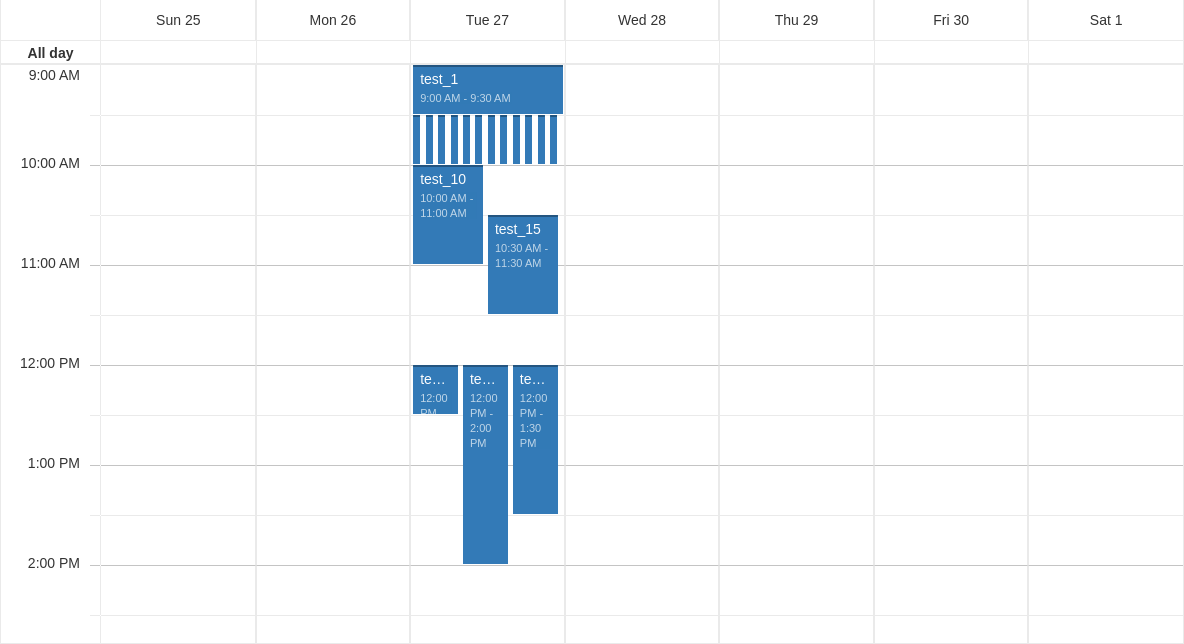 Sun 25
Mon 26
Tue 27
Wed 28
Thu 29
Fri 30
Sat 1
All day
9:00 AM
test_1
9:00 AM - 9:30 AM
10:00 AM
test_10
10:00 AM -
11:00 AM
test_15
10:30 AM -
11:30 AM
11:00 AM
12:00 PM
te…
12:00
PM
te…
12:00
PM -
2:00
PM
te…
12:00
PM -
1:30
PM
1:00 PM
2:00 PM